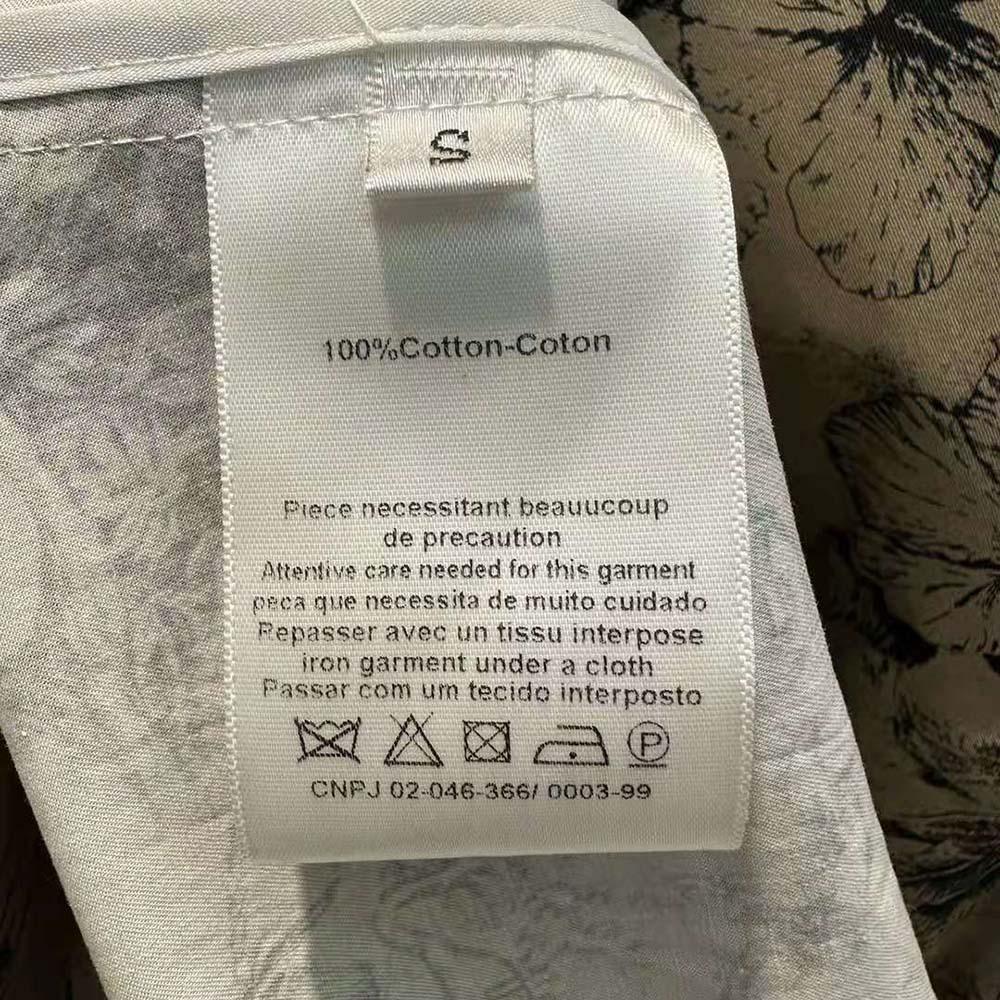 S
100%Cotton-Coton
Piece necessitant beauucoup
de precaution
Attentive care needed for this garment
peca que necessita de muito cuidado
Repasser avec un tissu interpose
iron garment under a cloth
Passar com um tecido interposto
P
CNPJ 02-046-366/ 0003-99